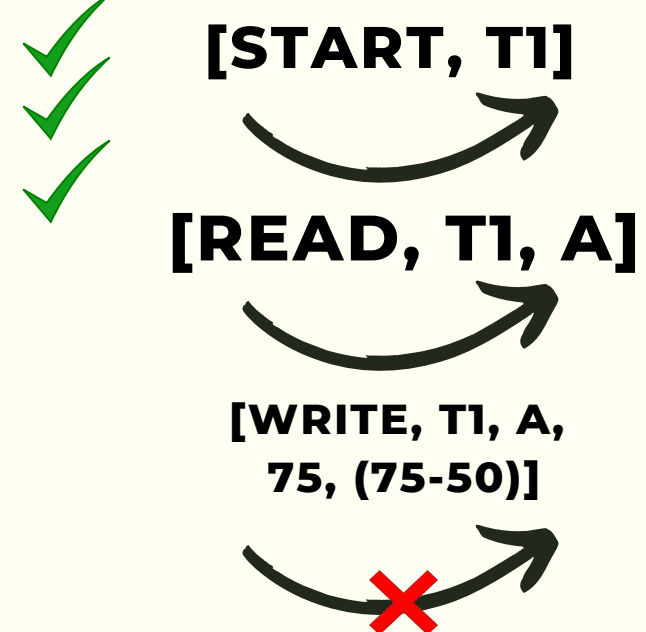 [START, T1]
[READ, T1, A]
[WRITE, T1, A,
75, (75-50)]